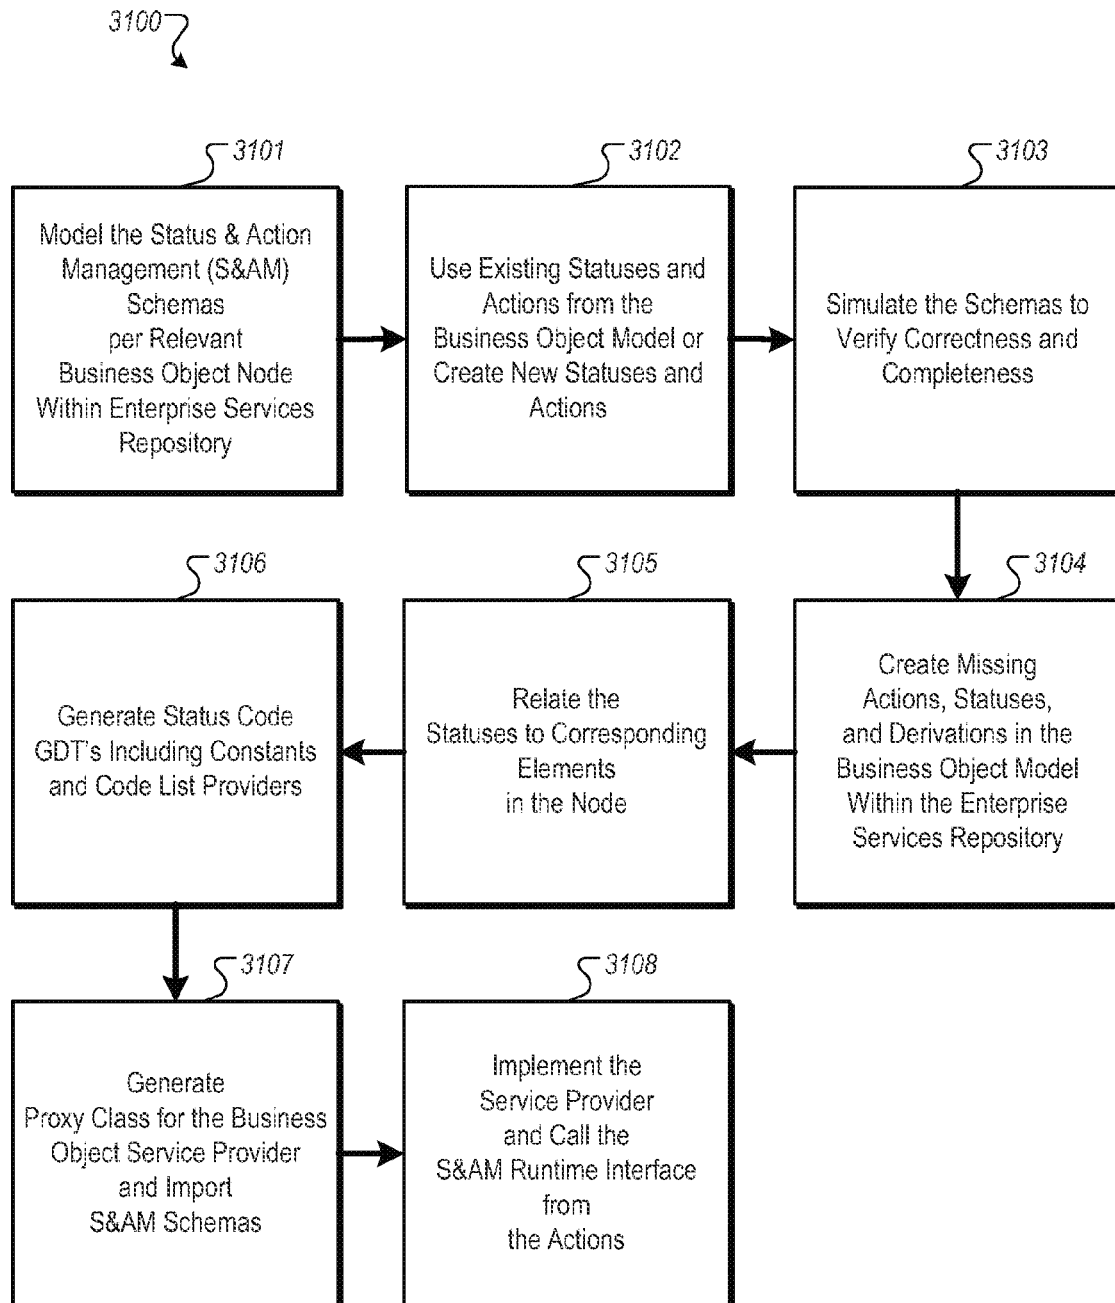 3100
3101
Model the Status & Action
Management (S&AM)
Schemas
per Relevant
Business Object Node
Within Enterprise Services
Repository
3102
Use Existing Statuses and
Actions from the
Business Object Model or
Create New Statuses and
Actions
3103
Simulate the Schemas to
Verify Correctness and
Completeness
3104
Create Missing
Actions, Statuses,
and Derivations in the
Business Object Model
Within the Enterprise
Services Repository
3105
Relate the
Statuses to Corresponding
Elements
in the Node
3106
Generate Status Code
GDT's Including Constants
and Code List Providers
3107
Generate
Proxy Class for the Business
Object Service Provider
and Import
S&AM Schemas
3108
Implement the
Service Provider
and Call the
S&AM Runtime Interface
from
the Actions